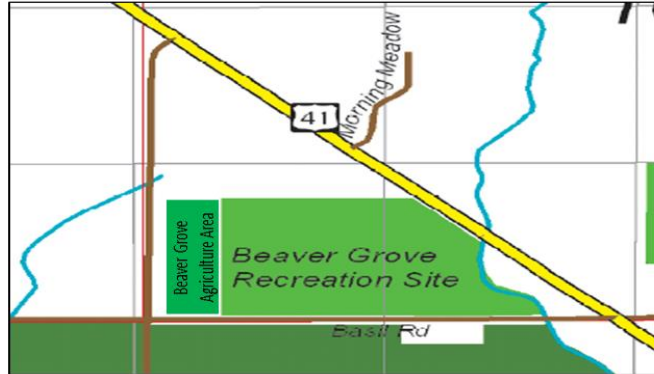 Morning Meadow
41
Beaver Grove
Agriculture Area
Beaver Grove
Recreation Site
Basil Rd